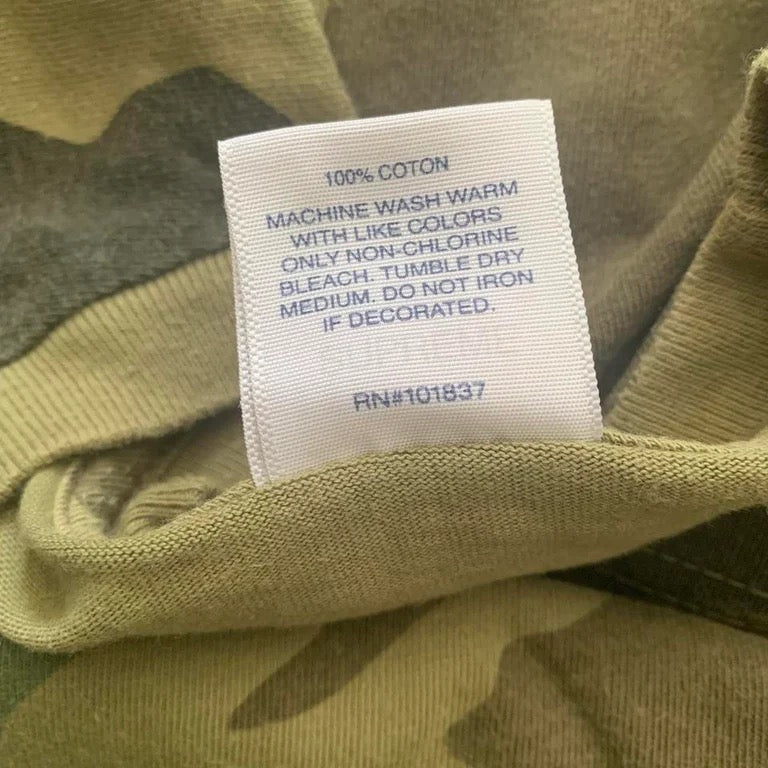 100% COTON
MACHINE WASH WARM
WITH LIKE COLORS
ONLY NON-CHLORINE
BLEACH. TUMBLE DRY
MEDIUM. DO NOT IRON
IF DECORATED.
RN#101837